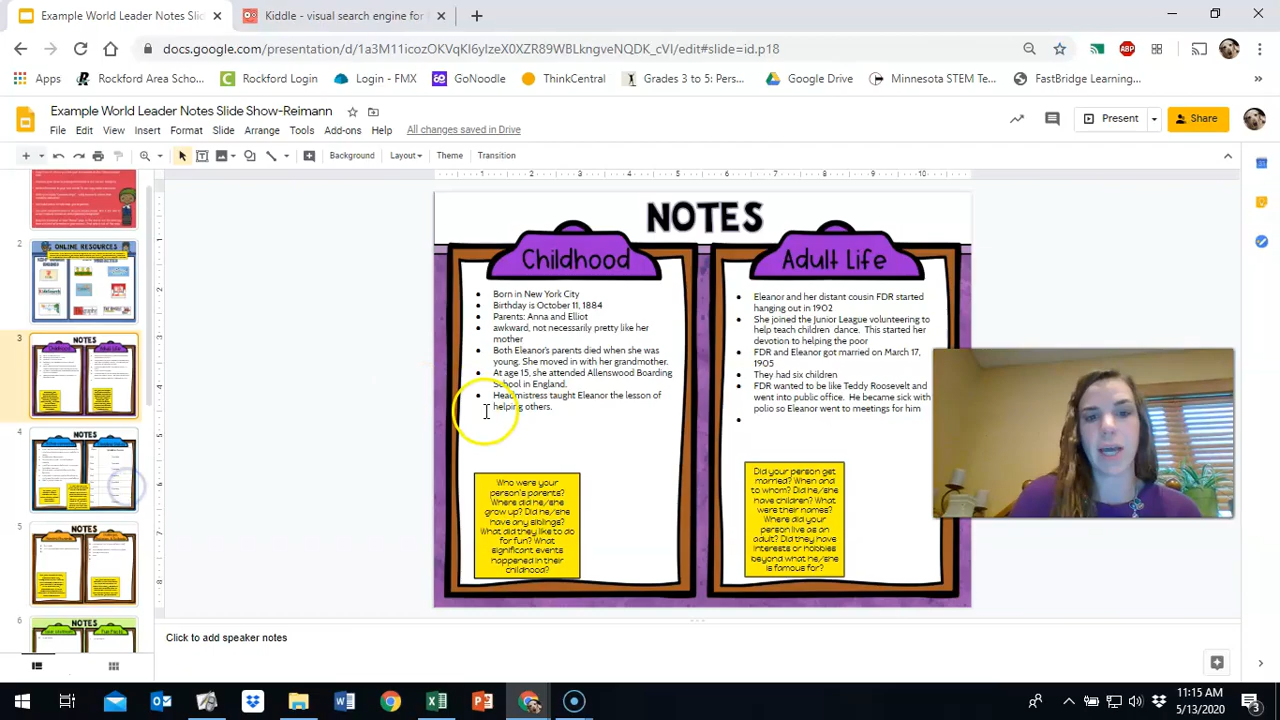 Example World Leader Notes Slid
Kiddle - visual search engine for
docs.google.com/presentation/d/1a3M11icozOKVqKI6yIzeX0XZR89WBLkngveNQDK_cVI/edit#slide=id.p18
ABP
Apps
Rockford Area Scho...
Rockford Login
Login - FMX
GoNoodle
ThinkCentral
Grades 3 to 5: Pers...
Google Drive
Minnesota STEM Te...
FastBridge Learning...
Example World Leader Notes Slide Show-Reimann
File Edit View Insert Format Slide Arrange Tools Add-ons Help All changes saved in Drive
Present
Share
Background Layout Theme Transition
2
ONLINE RESOURCES
3
NOTES
4
NOTES
5
NOTES
6
NOTES
NOTES
Childhood
Born in New York City
Birthday is October 11, 1884
Parents: Anna and Elliot
awkward, not necessarily pretty like her
mother
Both Eleanor's parents died when she was
young. She moved in with her grandmother.
At age 15, she attended Allenswood Boarding
School in England.
Headmistress taught Eleanor the lesson of
helping others.
Who were your
person's parents?
Where did he/she
grow up? Did he/she
have any siblings?
What did they like to do
for fun? What
significant events
happened in their
childhood?
Adult Life
Eleanor and her distant cousin FDR started
hanging out in 1902
She joined the Junior League volunteering to
help teach children dance. This started her
devotion to helping the poor
FDR and Eleanor got married on March 17,
1905
They had six children
FDR wanted to be like Teddy Roosevelt and
went into public office. He became sick with
polio so Eleanor went to meetings for him
Did your person get
married? When and
to whom? Did he/she
have children? What
were their names?
Where did your
person live as an
adult? Did they have
interests or hobbies
beyond what he/she
is famous for?
Click to add speaker notes
11:15 AM
5/13/2020